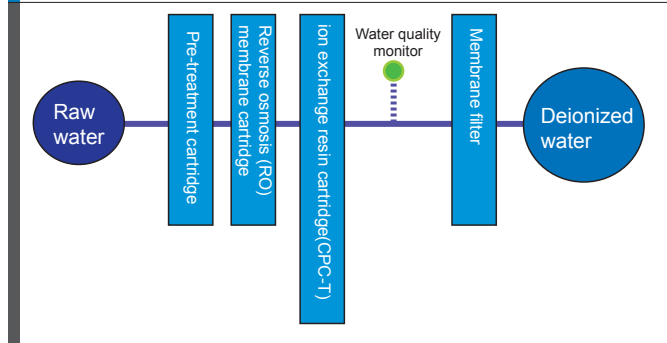 Raw
water
Pre-treatment cartridge
Reverse osmosis (RO)
membrane cartridge
ion exchange resin cartridge(CPC-T)
Water quality
monitor
Membrane filter
Deionized
water